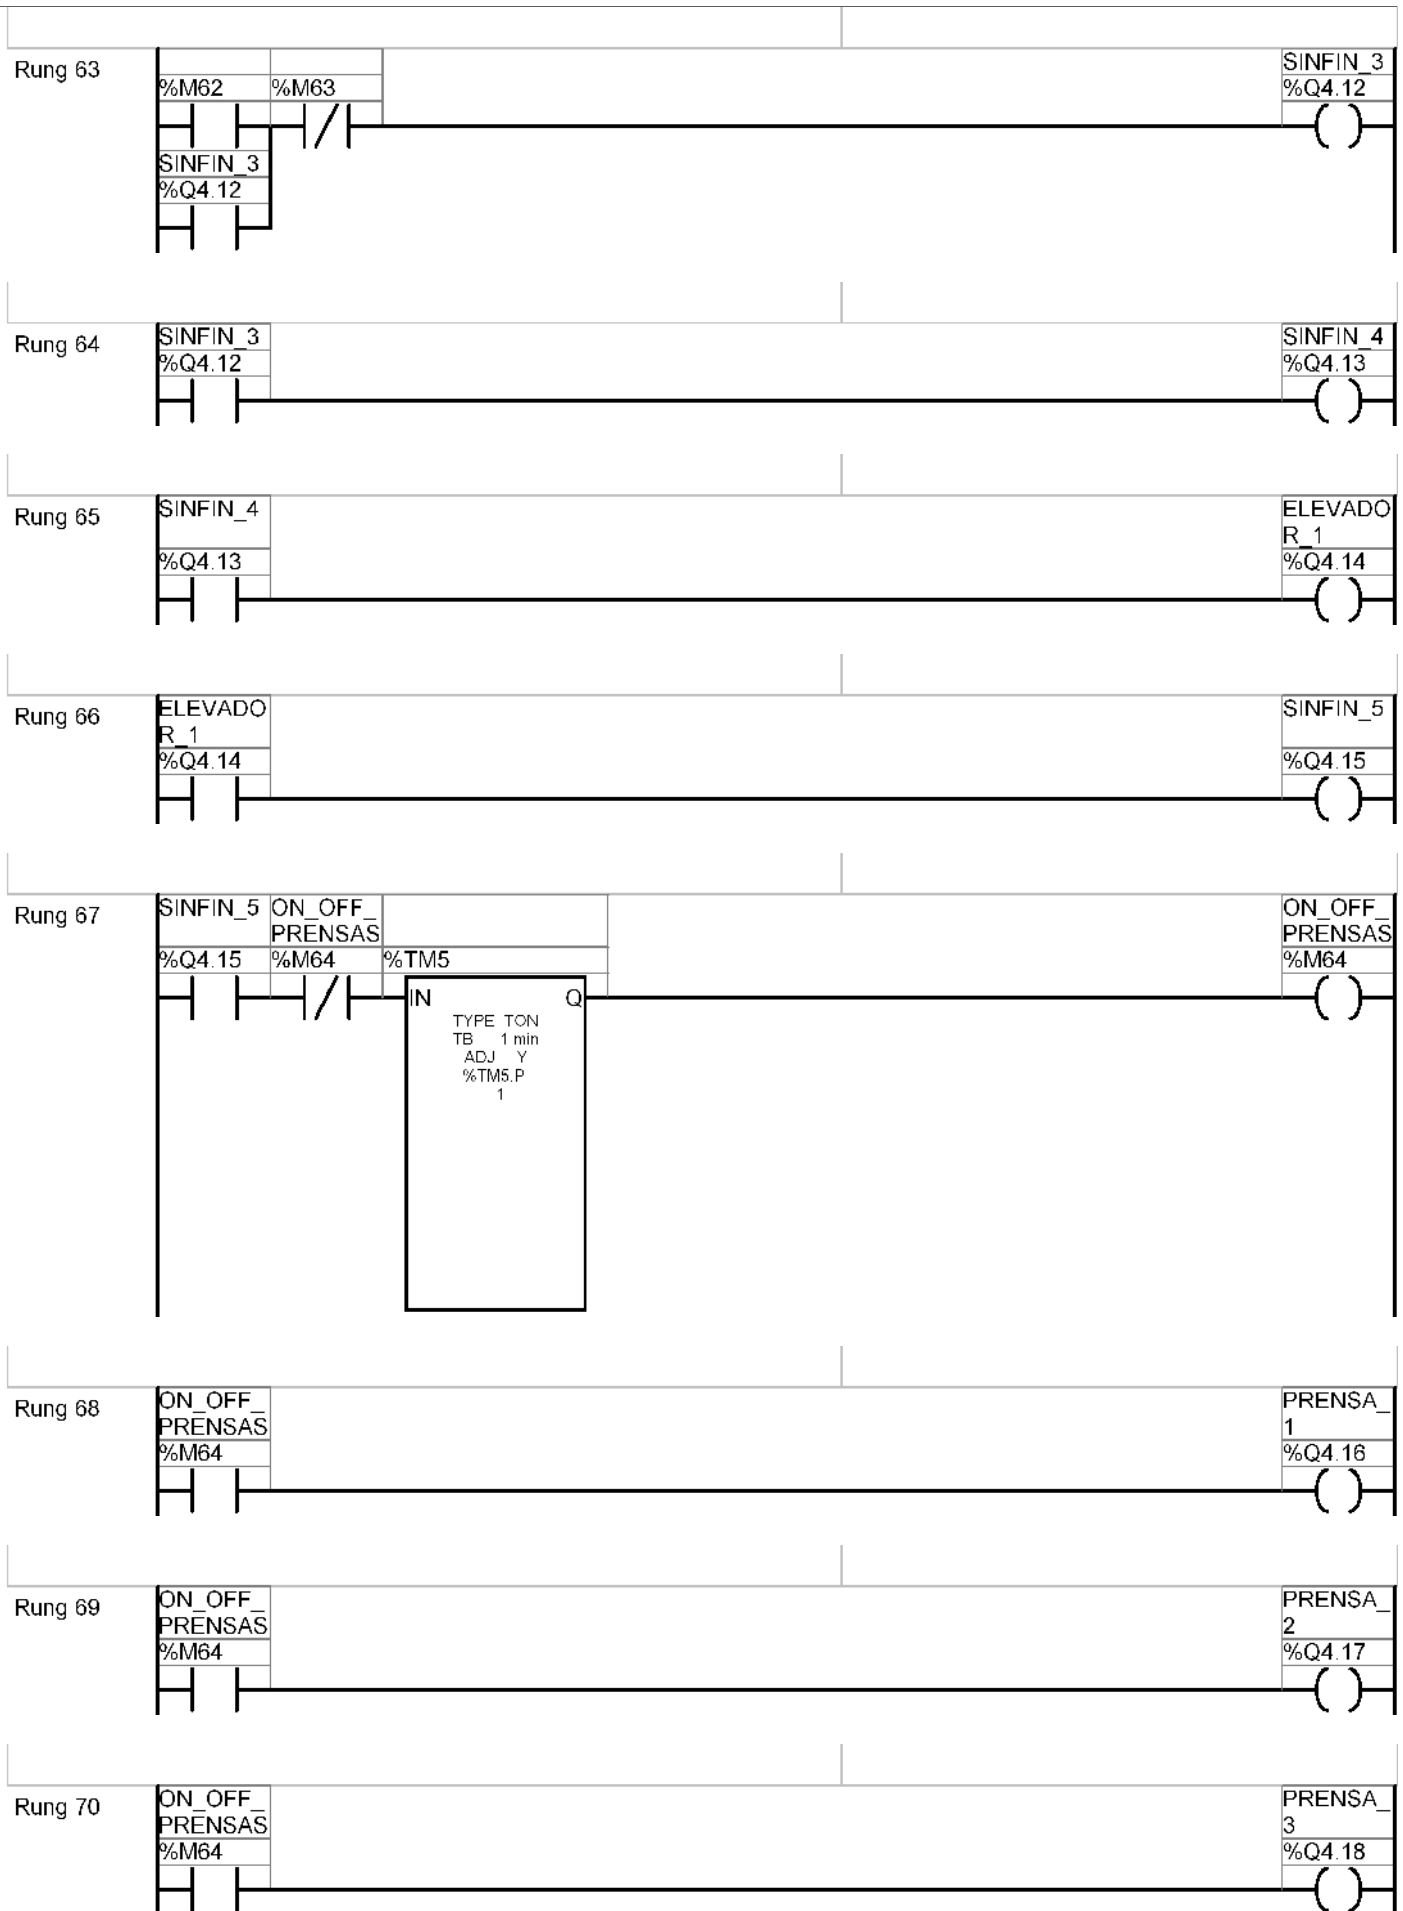 Rung 63
SINFIN_3
%M62 %M63 %Q4.12
SINFIN_3
%Q4.12
Rung 64
SINFIN_3 SINFIN_4
%Q4.12 %Q4.13
Rung 65
SINFIN_4 ELEVADO
R_1
%Q4.13 %Q4.14
Rung 66
ELEVADO SINFIN_5
R_1
%Q4.14 %Q4.15
Rung 67
SINFIN_5 ON_OFF_ ON_OFF_
PRENSAS PRENSAS
%Q4.15 %M64 %TM5 %M64
IN Q
TYPE TON
TB 1 min
ADJ Y
%TM5.P
1
Rung 68
ON_OFF_ PRENSA_
PRENSAS 1
%M64 %Q4.16
Rung 69
ON_OFF_ PRENSA_
PRENSAS 2
%M64 %Q4.17
Rung 70
ON_OFF_ PRENSA_
PRENSAS 3
%M64 %Q4.18